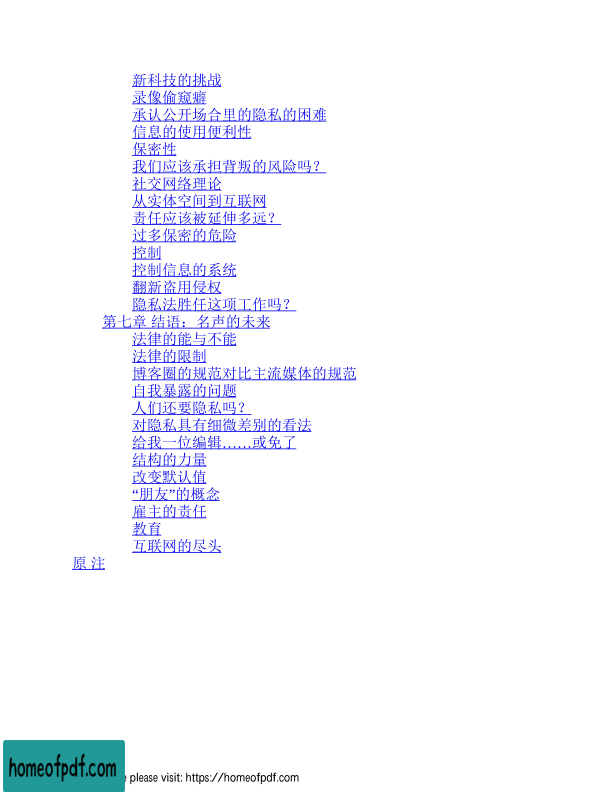 新科技的挑战
录像偷窥癖
承认公开场合里的隐私的困难
信息的使用便利性
保密性
我们应该承担背叛的风险吗？
社交网络理论
从实体空间到互联网
责任应该被延伸多远？
过多保密的危险
控制
控制信息的系统
翻新盗用侵权
隐私法胜任这项工作吗？
第七章 结语：名声的未来
法律的能与不能
法律的限制
博客圈的规范对比主流媒体的规范
自我暴露的问题
人们还要隐私吗？
对隐私具有细微差别的看法
给我一位编辑……或免了
结构的力量
改变默认值
“朋友”的概念
雇主的责任
教育
互联网的尽头
原 注
homeofpdf.com
please visit: https://homeofpdf.com